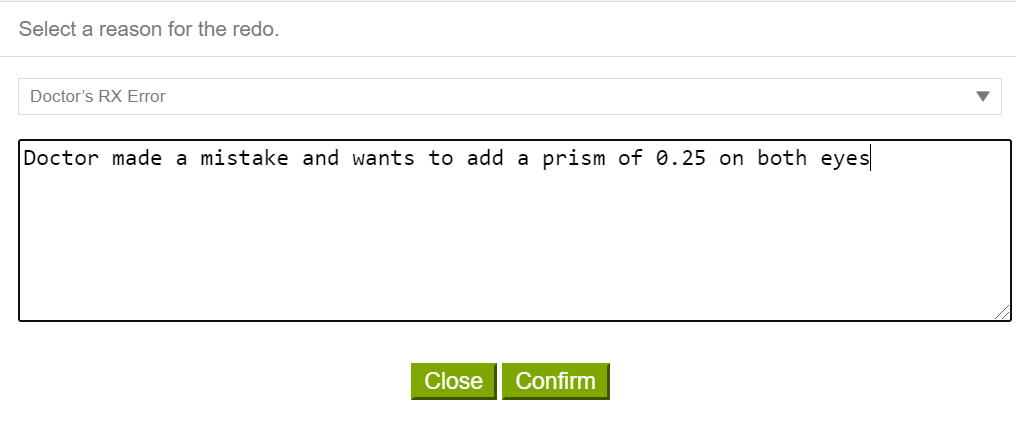 Select a reason for the redo.
Doctor's RX Error
Doctor made a mistake and wants to add a prism of 0.25 on both eyes
Close Confirm